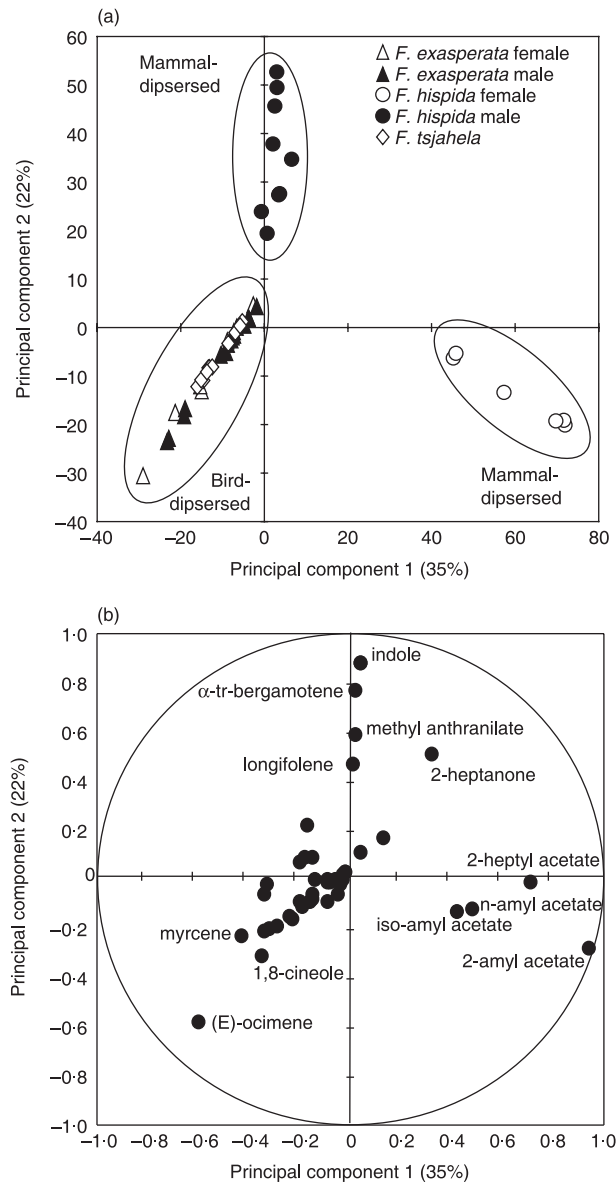 (a)
60
50
40
30
20
10
0
−10
−20
−30
−40
Principal component 2 (22%)
Mammal-
dipsersed
F. exasperata female
F. exasperata male
F. hispida female
F. hispida male
F. tsjahela
Bird-
dipsersed
Mammal-
dipsersed
−40 −20 0 20 40 60 80
Principal component 1 (35%)
(b)
1·0
0·8
0·6
0·4
0·2
0
−0·2
−0·4
−0·6
−0·8
−1·0
Principal component 2 (22%)
indole
α-tr-bergamotene
methyl anthranilate
longifolene
2-heptanone
2-heptyl acetate
n-amyl acetate
iso-amyl acetate
2-amyl acetate
myrcene
1,8-cineole
(E)-ocimene
−1·0 −0·8 −0·6 −0·4 −0·2 0 0·2 0·4 0·6 0·8 1·0
Principal component 1 (35%)